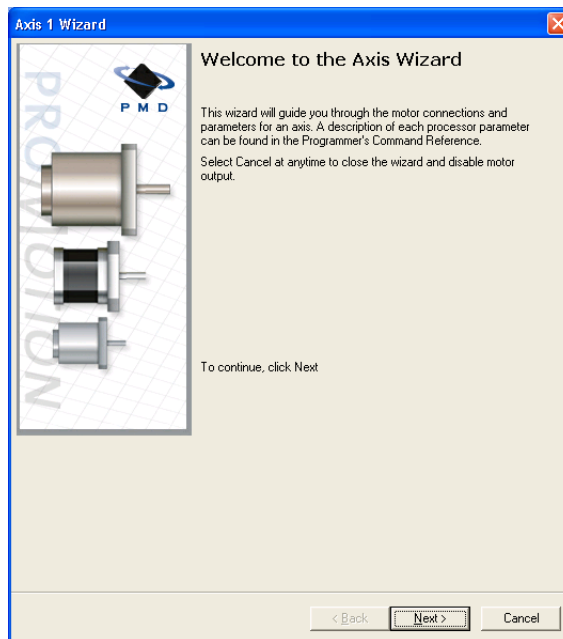 Axis 1 Wizard
PMD
PRO/MOTION
Welcome to the Axis Wizard
This wizard will guide you through the motor connections and
parameters for an axis. A description of each processor parameter
can be found in the Programmer's Command Reference.
Select Cancel at anytime to close the wizard and disable motor
output.
To continue, click Next
< Back
Next >
Cancel